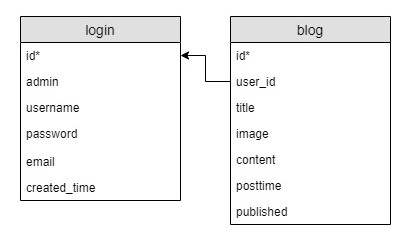 login
id*
admin
username
password
email
created_time
blog
id*
user_id
title
image
content
posttime
published